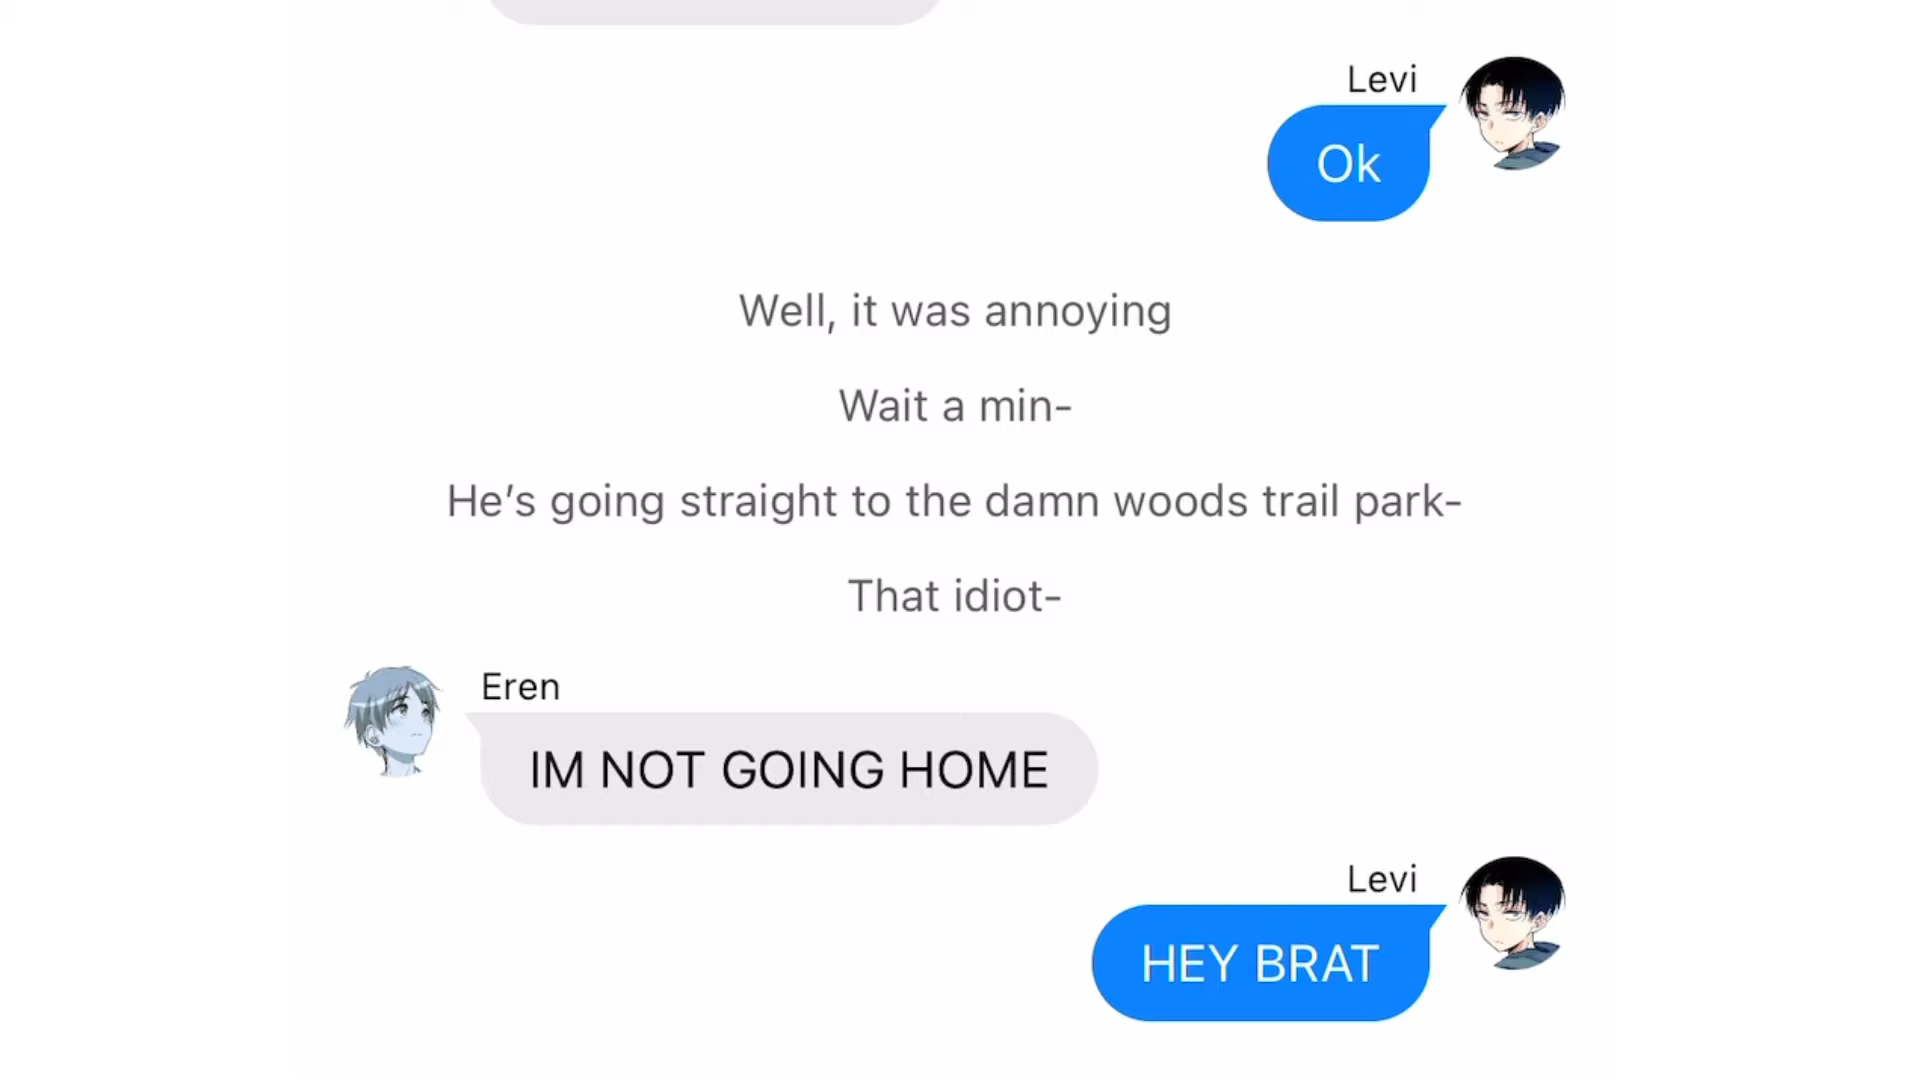 Levi
Ok
Well, it was annoying
Wait a min-
He’s going straight to the damn woods trail park-
That idiot-
Eren
IM NOT GOING HOME
Levi
HEY BRAT